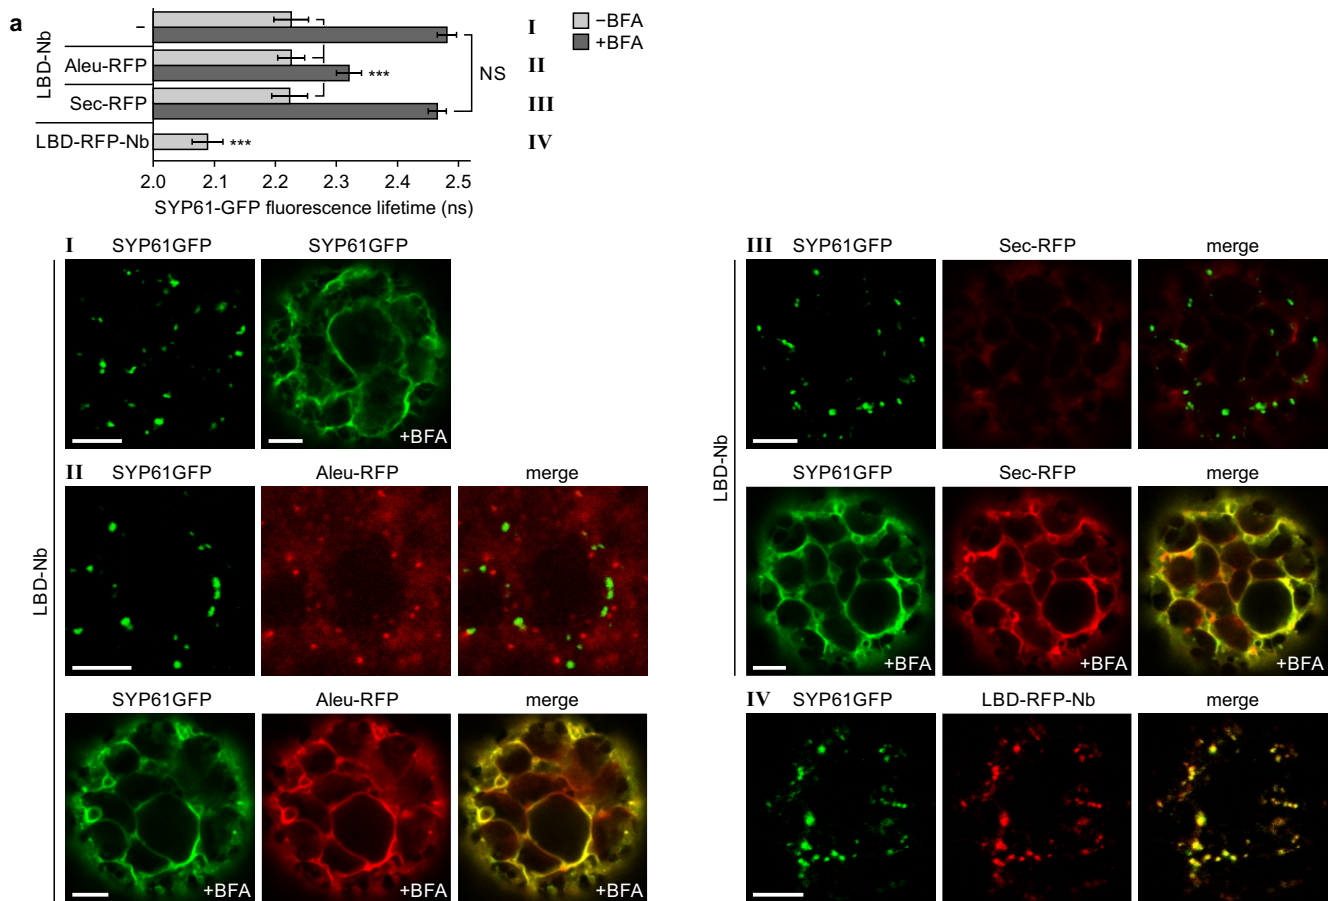 a
LBD-Nb
–
Aleu-RFP
Sec-RFP
LBD-RFP-Nb
***
***
NS
I
II
III
IV
−BFA
+BFA
2.0 2.1 2.2 2.3 2.4 2.5
SYP61-GFP fluorescence lifetime (ns)
LBD-Nb
I SYP61GFP SYP61GFP
+BFA
II SYP61GFP Aleu-RFP merge
SYP61GFP Aleu-RFP merge
+BFA +BFA +BFA
LBD-Nb
III SYP61GFP Sec-RFP merge
SYP61GFP Sec-RFP merge
+BFA +BFA +BFA
IV SYP61GFP LBD-RFP-Nb merge